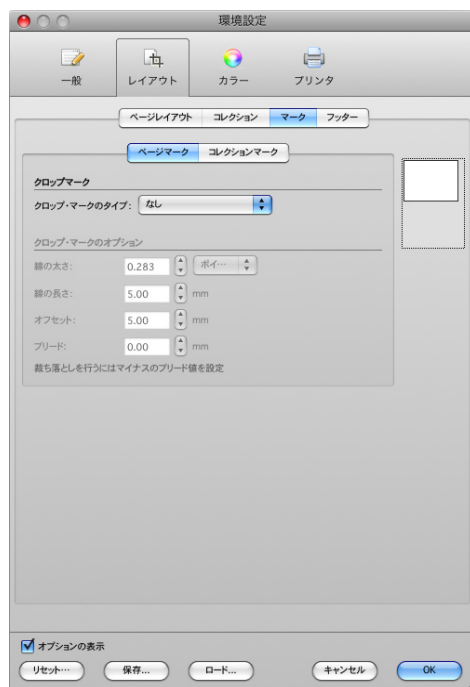 環境設定
一般 レイアウト カラー プリンタ
ページレイアウト コレクション マーク フッター
ページマーク コレクションマーク
クロップマーク
クロップ・マークのタイプ: なし
クロップ・マークのオプション
線の太さ: 0.283 ポイ…
線の長さ: 5.00 mm
オフセット: 5.00 mm
ブリード: 0.00 mm
裁ち落としを行うにはマイナスのブリード値を設定
オプションの表示
リセット… 保存... ロード... キャンセル OK